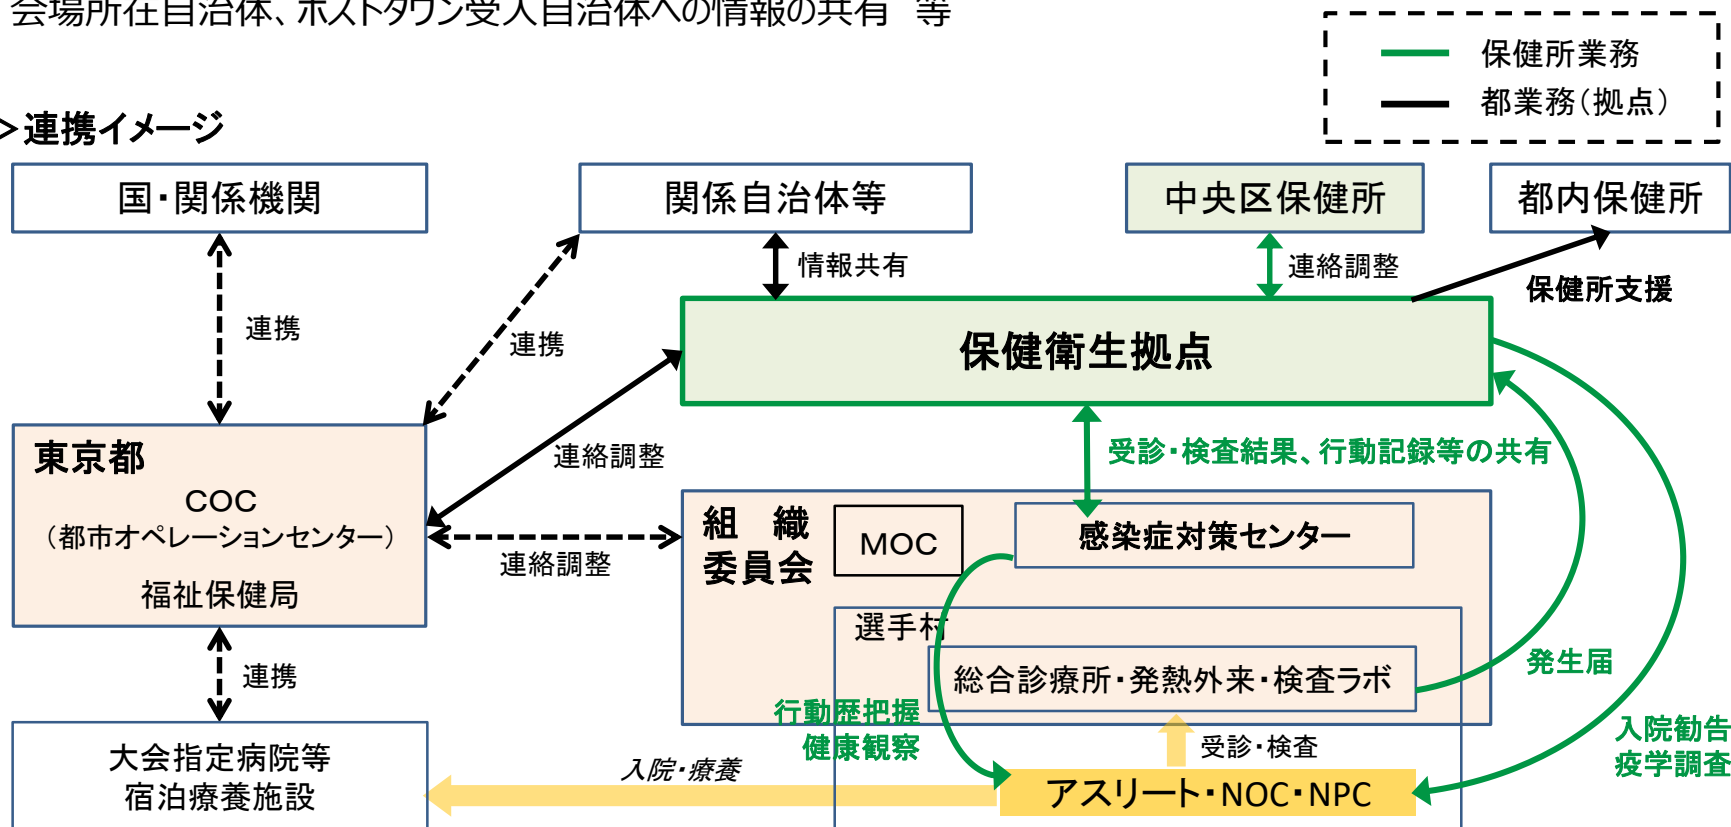 会場所在自治体、ホストタウン受入自治体への情報の共有 等
保健所業務
都業務(拠点)
>連携イメージ
国・関係機関
関係自治体等
中央区保健所
都内保健所
情報共有
連絡調整
保健所支援
連携
連携
保健衛生拠点
東京都
COC
(都市オペレーションセンター)
福祉保健局
連絡調整
受診・検査結果、行動記録等の共有
連絡調整
組織
委員会
MOC
感染症対策センター
選手村
総合診療所・発熱外来・検査ラボ
発生届
連携
行動歴把握
健康観察
受診・検査
入院勧告
疫学調査
大会指定病院等
宿泊療養施設
入院・療養
アスリート・NOC・NPC